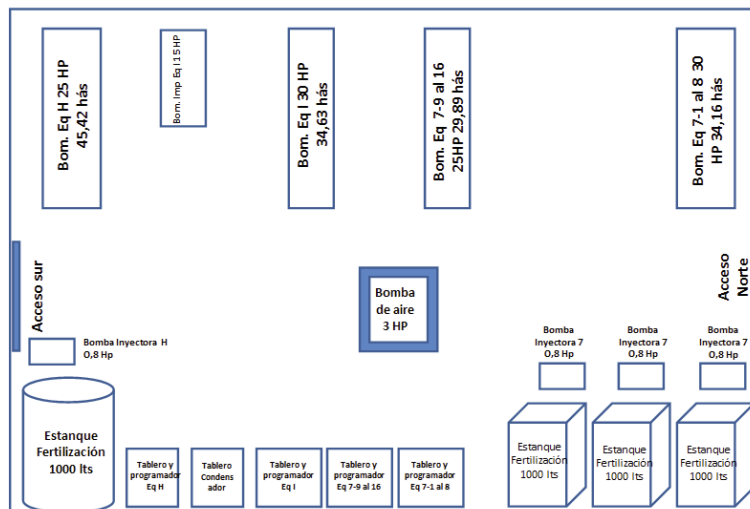 Bom. Eq H 25 HP
45,42 hás
Bom. Imp Eq I 15 HP
Bom. Eq I 30 HP
34,63 hás
Bom. Eq 7-9 al 16
25HP 29,89 hás
Bom. Eq 7-1 al 8 30
HP 34,16 hás
Acceso sur
Bomba
de aire
3 HP
Acceso
Norte
Bomba Inyectora H
0,8 Hp
Bomba
Inyectora 7
0,8 Hp
Bomba
Inyectora 7
0,8 Hp
Bomba
Inyectora 7
0,8 Hp
Estanque
Fertilización
1000 lts
Tablero y
programador
Eq H
Tablero
Condens
ador
Tablero y
programador
Eq I
Tablero y
programador
Eq 7-9 al 16
Tablero y
programador
Eq 7-1 al 8
Estanque
Fertilización
1000 lts
Estanque
Fertilización
1000 lts
Estanque
Fertilización
1000 lts